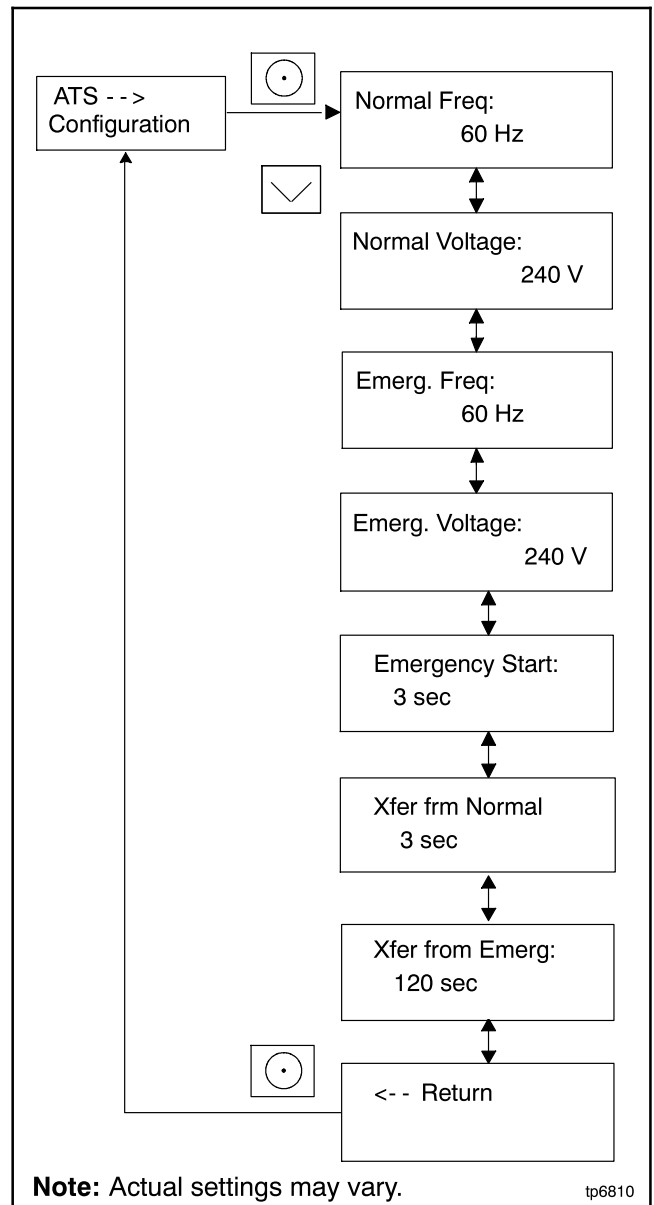 ATS - - >
Configuration
Normal Freq:
60 Hz
Normal Voltage:
240 V
Emerg. Freq:
60 Hz
Emerg. Voltage:
240 V
Emergency Start:
3 sec
Xfer frm Normal
3 sec
Xfer from Emerg:
120 sec
<- - Return
Note: Actual settings may vary.
tp6810